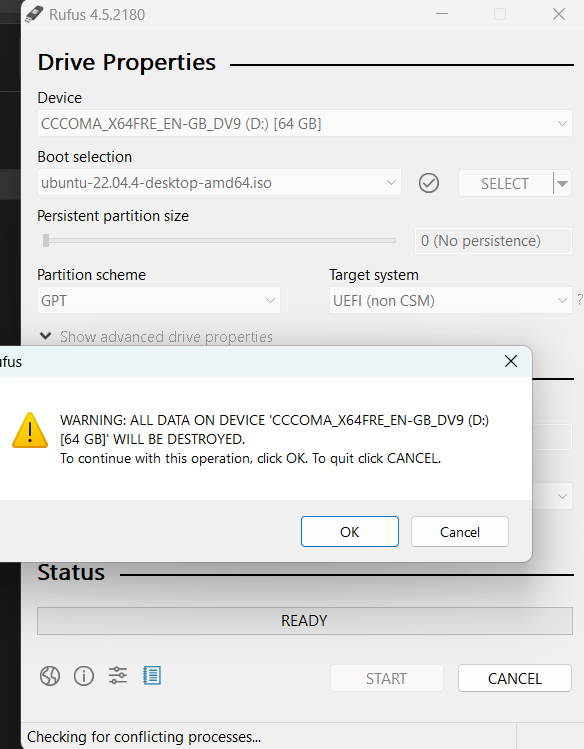 Rufus 4.5.2180
Drive Properties
Device
CCCOMA_X64FRE_EN-GB_DV9 (D:) [64 GB]
Boot selection
ubuntu-22.04.4-desktop-amd64.iso
SELECT
Persistent partition size
0 (No persistence)
Partition scheme
Target system
GPT
UEFI (non CSM)
?
Show advanced drive properties
ufus
WARNING: ALL DATA ON DEVICE 'CCCOMA_X64FRE_EN-GB_DV9 (D:)
[64 GB]' WILL BE DESTROYED.
To continue with this operation, click OK. To quit click CANCEL.
OK
Cancel
Status
READY
START
CANCEL
Checking for conflicting processes...